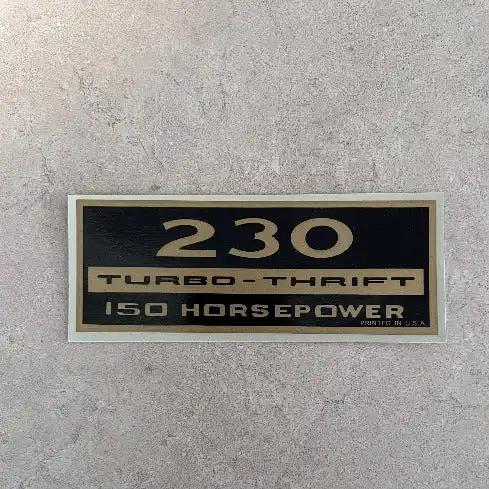 230
TURBO-THRIFT
150 HORSEPOWER
PRINTED IN U.S.A.